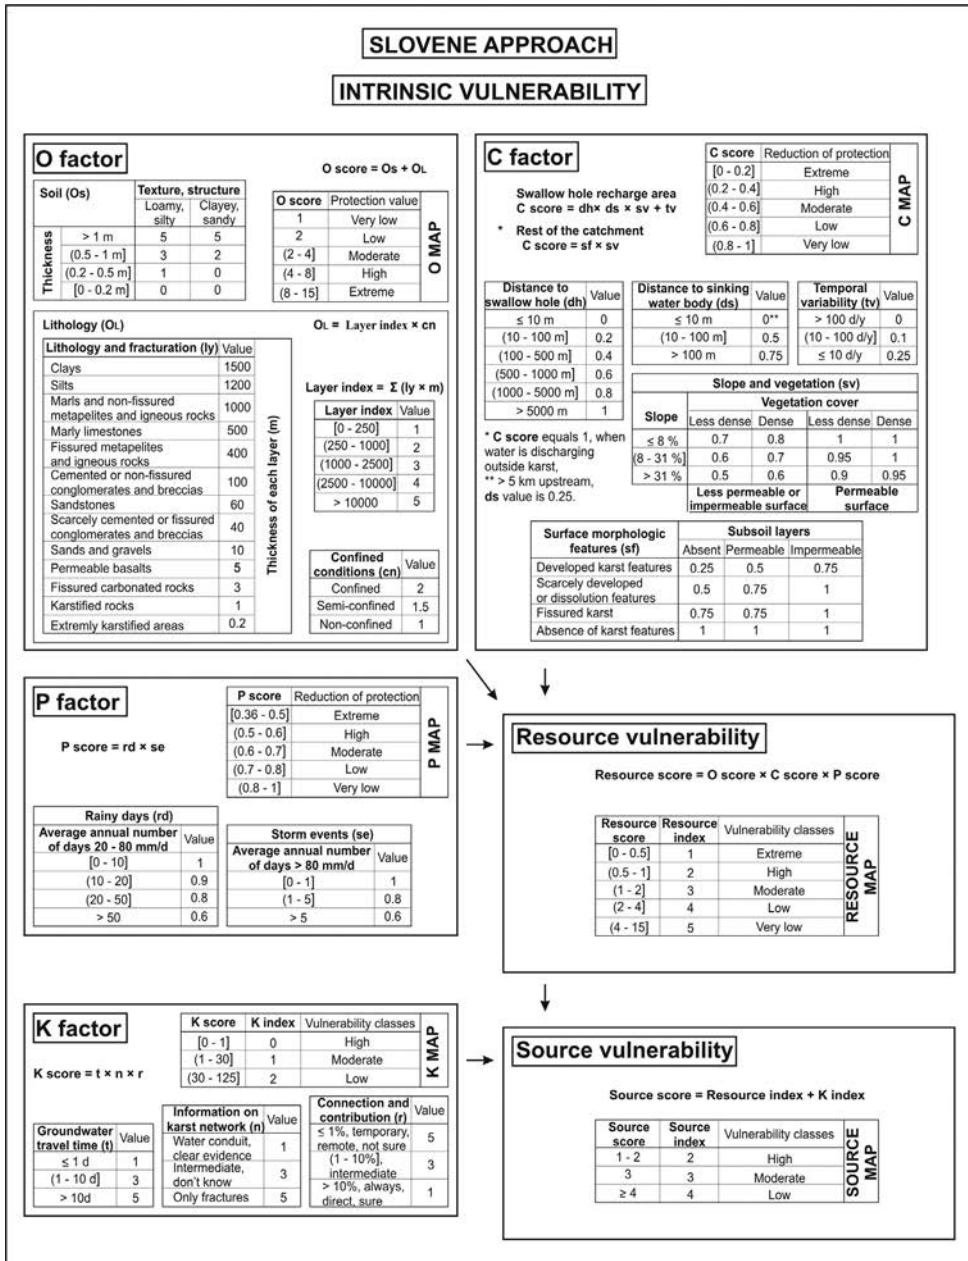 SLOVENE APPROACH
INTRINSIC VULNERABILITY
O factor
O score = Os + OL
Soil (Os) Texture, structure
Loamy, silty Clayey, sandy
Thickness
> 1 m 5 5
(0.5 - 1 m] 3 2
(0.2 - 0.5 m] 1 0
[0 - 0.2 m] 0 0
O score Protection value
1 Very low
2 Low
(2 - 4] Moderate
(4 - 8] High
(8 - 15] Extreme
O MAP
Lithology (OL)
OL = Layer index × cn
Lithology and fracturation (ly) Value
Clays 1500
Silts 1200
Marls and non-fissured
metapelites and igneous rocks 1000
Marly limestones 500
Fissured metapelites
and igneous rocks 400
Cemented or non-fissured
conglomerates and breccias 100
Sandstones 60
Scarcely cemented or fissured
conglomerates and breccias 40
Sands and gravels 10
Permeable basalts 5
Fissured carbonated rocks 3
Karstified rocks 1
Extremly karstified areas 0.2
Thickness of each layer (m)
Layer index = Σ (ly × m)
Layer index Value
[0 - 250] 1
(250 - 1000] 2
(1000 - 2500] 3
(2500 - 10000] 4
> 10000 5
Confined
conditions (cn) Value
Confined 2
Semi-confined 1.5
Non-confined 1
C factor
Swallow hole recharge area
C score = dh× ds × sv + tv
* Rest of the catchment
C score = sf × sv
C score Reduction of protection
[0 - 0.2] Extreme
(0.2 - 0.4] High
(0.4 - 0.6] Moderate
(0.6 - 0.8] Low
(0.8 - 1] Very low
C MAP
Distance to
swallow hole (dh) Value
≤ 10 m 0
(10 - 100 m] 0.2
(100 - 500 m] 0.4
(500 - 1000 m] 0.6
(1000 - 5000 m] 0.8
> 5000 m 1
Distance to sinking
water body (ds) Value
≤ 10 m 0**
(10 - 100 m] 0.5
> 100 m 0.75
Temporal
variability (tv) Value
> 100 d/y 0
(10 - 100 d/y] 0.1
≤ 10 d/y 0.25
* C score equals 1, when
water is discharging
outside karst,
** > 5 km upstream,
ds value is 0.25.
Slope and vegetation (sv)
Slope Vegetation cover
Less dense Dense Less dense Dense
≤ 8 % 0.7 0.8 1 1
(8 - 31 %] 0.6 0.7 0.95 1
> 31 % 0.5 0.6 0.9 0.95
Less permeable or
impermeable surface
Permeable
surface
Surface morphologic
features (sf)
Subsoil layers
Absent Permeable Impermeable
Developed karst features 0.25 0.5 0.75
Scarcely developed
or dissolution features 0.5 0.75 1
Fissured karst 0.75 0.75 1
Absence of karst features 1 1 1
P factor
P score = rd × se
P score Reduction of protection
[0.36 - 0.5] Extreme
(0.5 - 0.6] High
(0.6 - 0.7] Moderate
(0.7 - 0.8] Low
(0.8 - 1] Very low
P MAP
Rainy days (rd)
Average annual number
of days 20 - 80 mm/d Value
[0 - 10] 1
(10 - 20] 0.9
(20 - 50] 0.8
> 50 0.6
Storm events (se)
Average annual number
of days > 80 mm/d Value
[0 - 1] 1
(1 - 5] 0.8
> 5 0.6
Resource vulnerability
Resource score = O score × C score × P score
Resource
score
Resource
index
Vulnerability classes
[0 - 0.5] 1 Extreme
(0.5 - 1] 2 High
(1 - 2] 3 Moderate
(2 - 4] 4 Low
(4 - 15] 5 Very low
RESOURCE
MAP
K factor
K score = t × n × r
K score K index Vulnerability classes
[0 - 1] 0 High
(1 - 30] 1 Moderate
(30 - 125] 2 Low
K MAP
Groundwater
travel time (t) Value
≤ 1 d 1
(1 - 10 d] 3
> 10d 5
Information on
karst network (n) Value
Water conduit,
clear evidence 1
Intermediate,
don't know 3
Only fractures 5
Connection and
contribution (r) Value
≤ 1%, temporary,
remote, not sure 5
(1 - 10%],
intermediate 3
> 10%, always,
direct, sure 1
Source vulnerability
Source score = Resource index + K index
Source
score
Source
index
Vulnerability classes
1 - 2 2 High
3 3 Moderate
≥ 4 4 Low
SOURCE
MAP